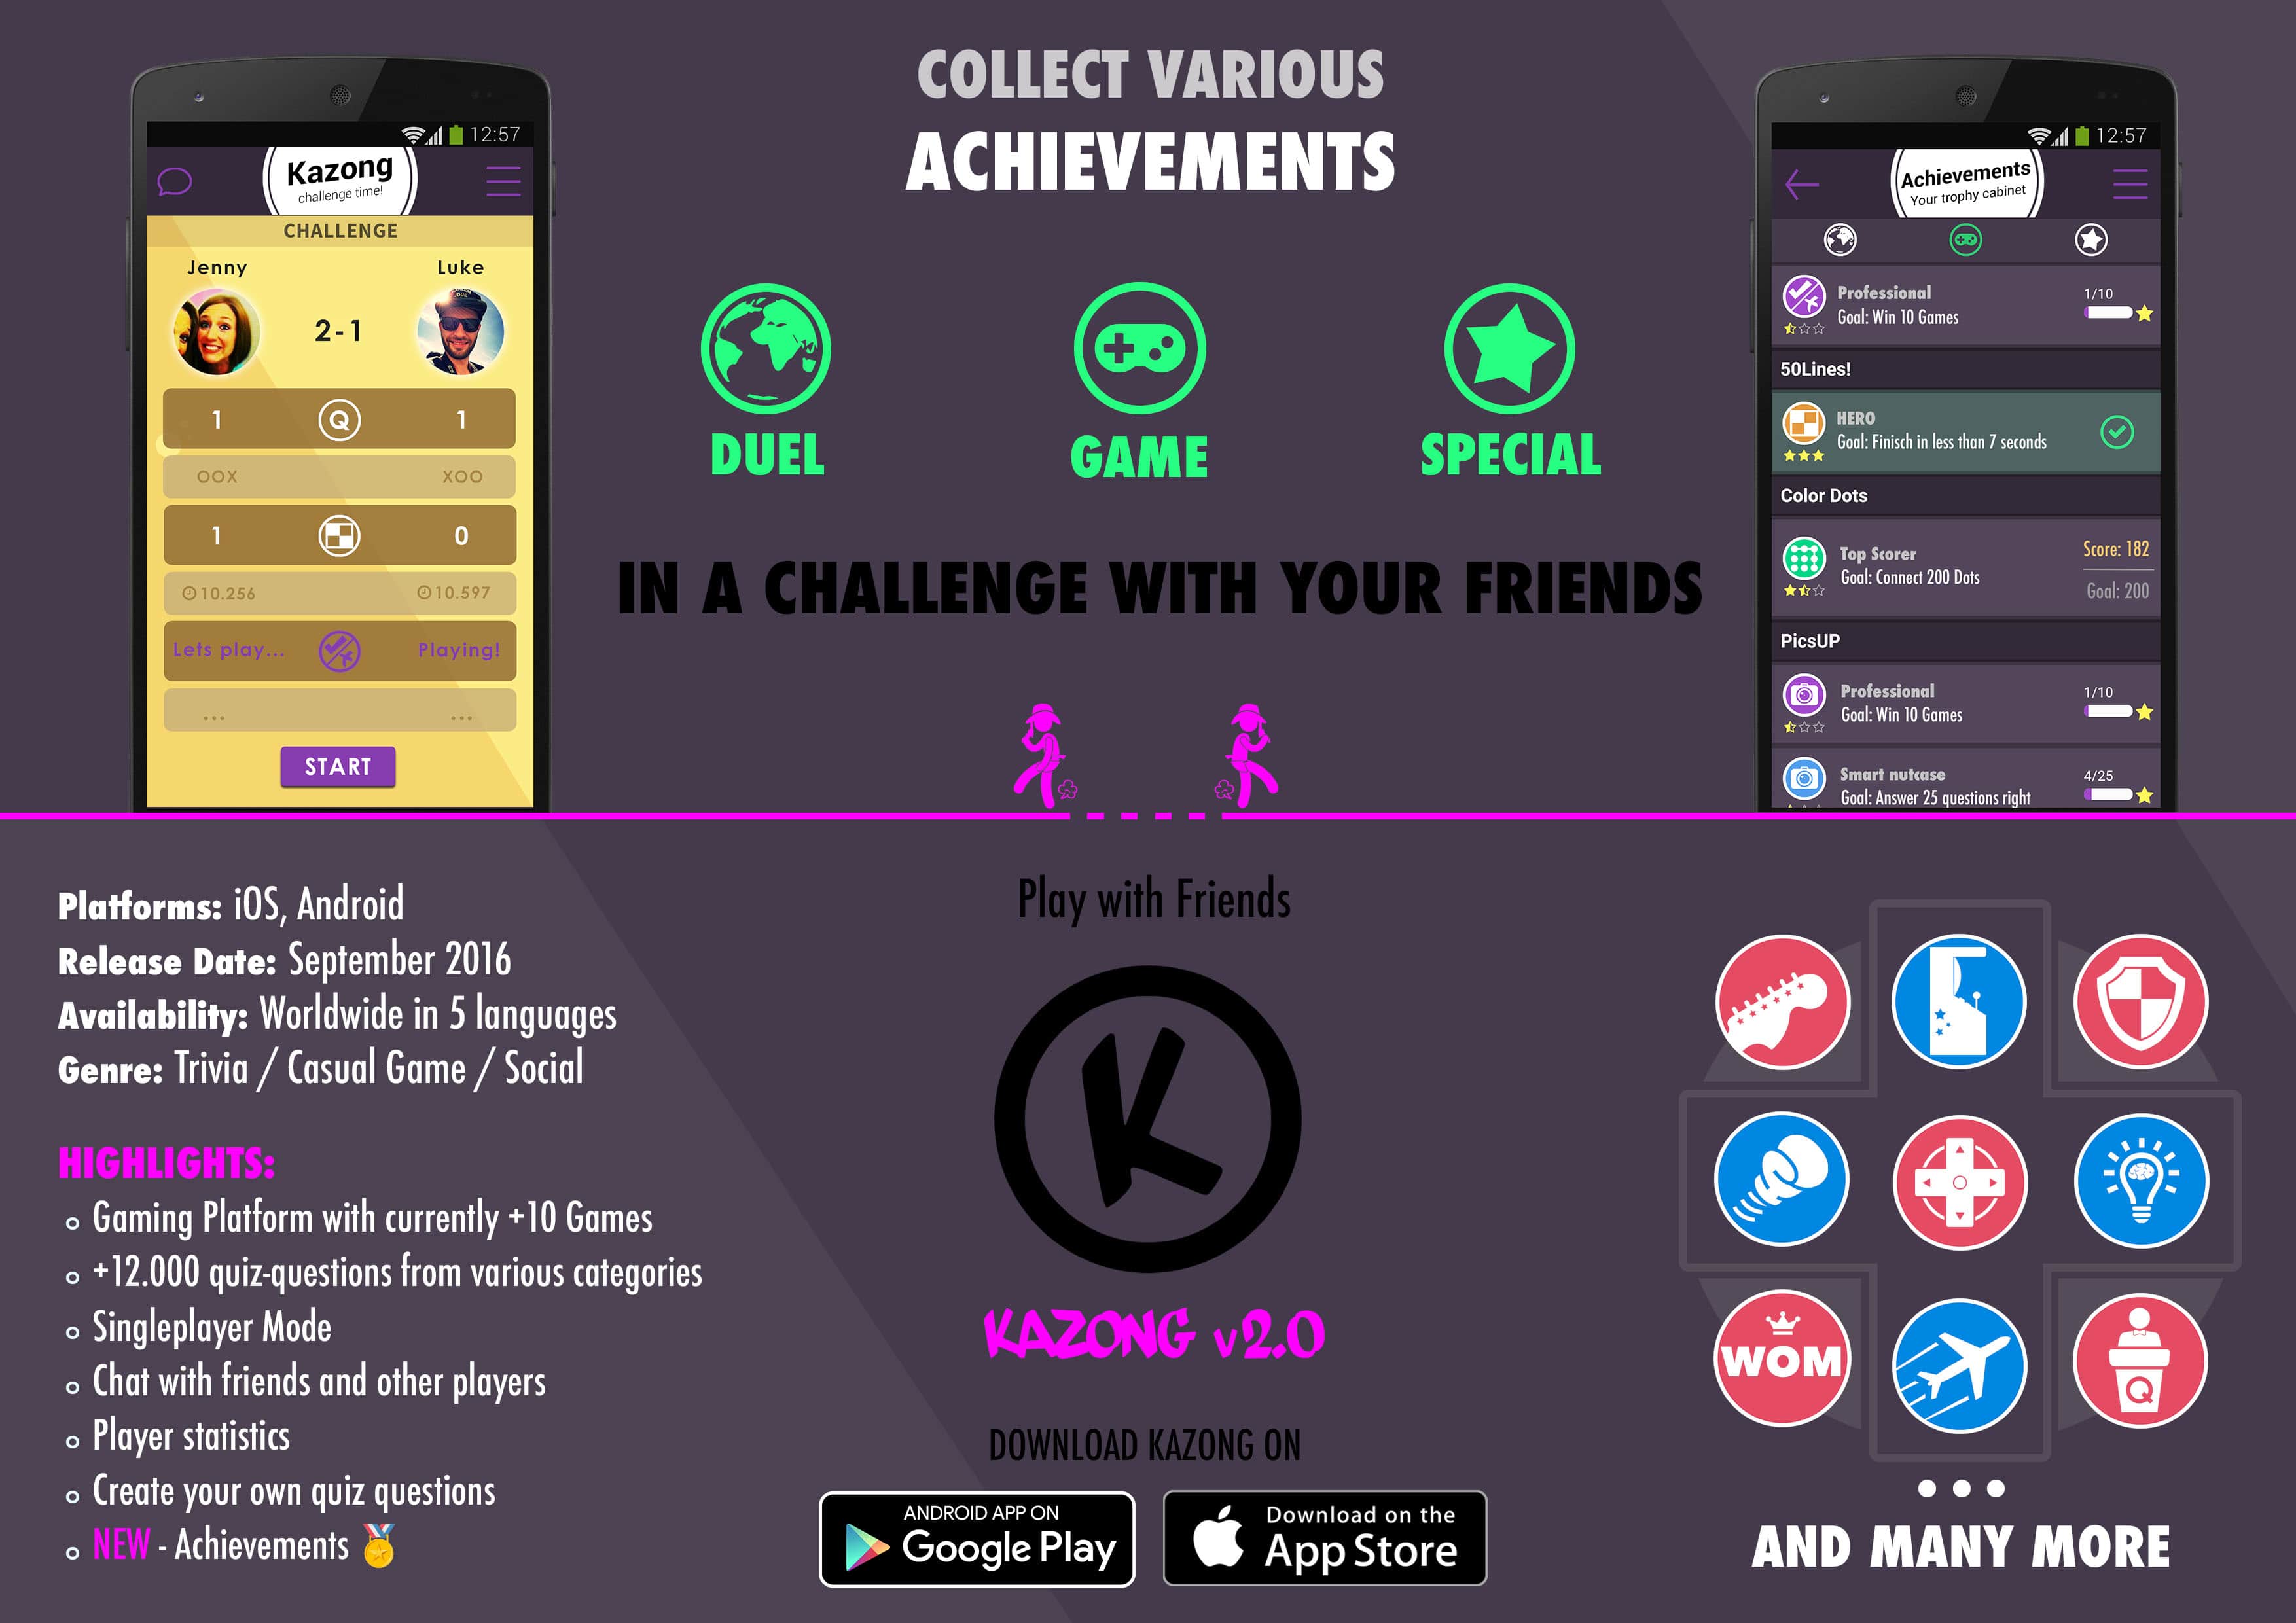 COLLECT VARIOUS
ACHIEVEMENTS
DUEL
GAME
SPECIAL
IN A CHALLENGE WITH YOUR FRIENDS
12:57
Kazong
challenge time!
CHALLENGE
Jenny
Luke
2-1
1 Q 1
OOX XOO
1 0
10.256 10.597
Lets play... Playing!
... ...
START
12:57
Achievements
Your trophy cabinet
Professional
Goal: Win 10 Games
1/10
50Lines!
HERO
Goal: Finisch in less than 7 seconds
Color Dots
Top Scorer
Goal: Connect 200 Dots
Score: 182
Goal: 200
PicsUP
Professional
Goal: Win 10 Games
1/10
Smart nutcase
Goal: Answer 25 questions right
4/25
Platforms: iOS, Android
Release Date: September 2016
Availability: Worldwide in 5 languages
Genre: Trivia / Casual Game / Social
HIGHLIGHTS:
Gaming Platform with currently +10 Games
+12.000 quiz-questions from various categories
Singleplayer Mode
Chat with friends and other players
Player statistics
Create your own quiz questions
NEW - Achievements 🏅
Play with Friends
K
KAZONG v2.0
DOWNLOAD KAZONG ON
ANDROID APP ON
Google Play
Download on the
App Store
WOM
Q
...
AND MANY MORE